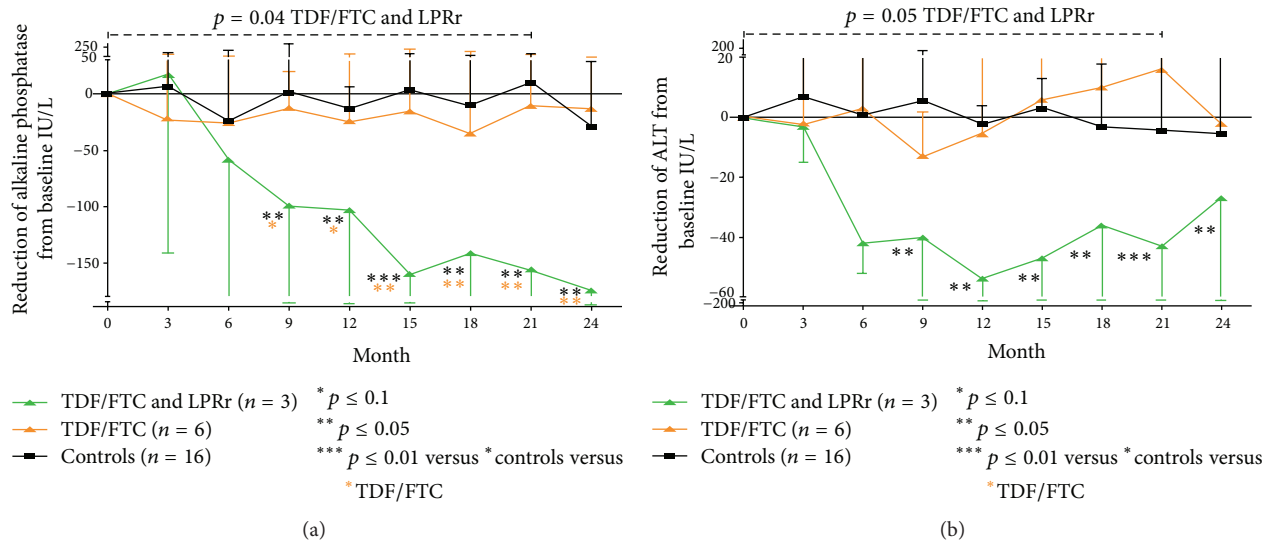 p = 0.04 TDF/FTC and LPRr
250
50
0
−50
−100
−150
Reduction of alkaline phosphatase
from baseline IU/L
**
*
**
*
***
**
**
**
**
**
**
**
0 3 6 9 12 15 18 21 24
Month
TDF/FTC and LPRr (n = 3)
TDF/FTC (n = 6)
Controls (n = 16)
* p ≤ 0.1
** p ≤ 0.05
*** p ≤ 0.01 versus *controls versus
*TDF/FTC
(a)
p = 0.05 TDF/FTC and LPRr
200
20
0
−20
−40
−60
−200
Reduction of ALT from
baseline IU/L
**
**
**
**
***
**
0 3 6 9 12 15 18 21 24
Month
TDF/FTC and LPRr (n = 3)
TDF/FTC (n = 6)
Controls (n = 16)
* p ≤ 0.1
** p ≤ 0.05
*** p ≤ 0.01 versus *controls versus
*TDF/FTC
(b)